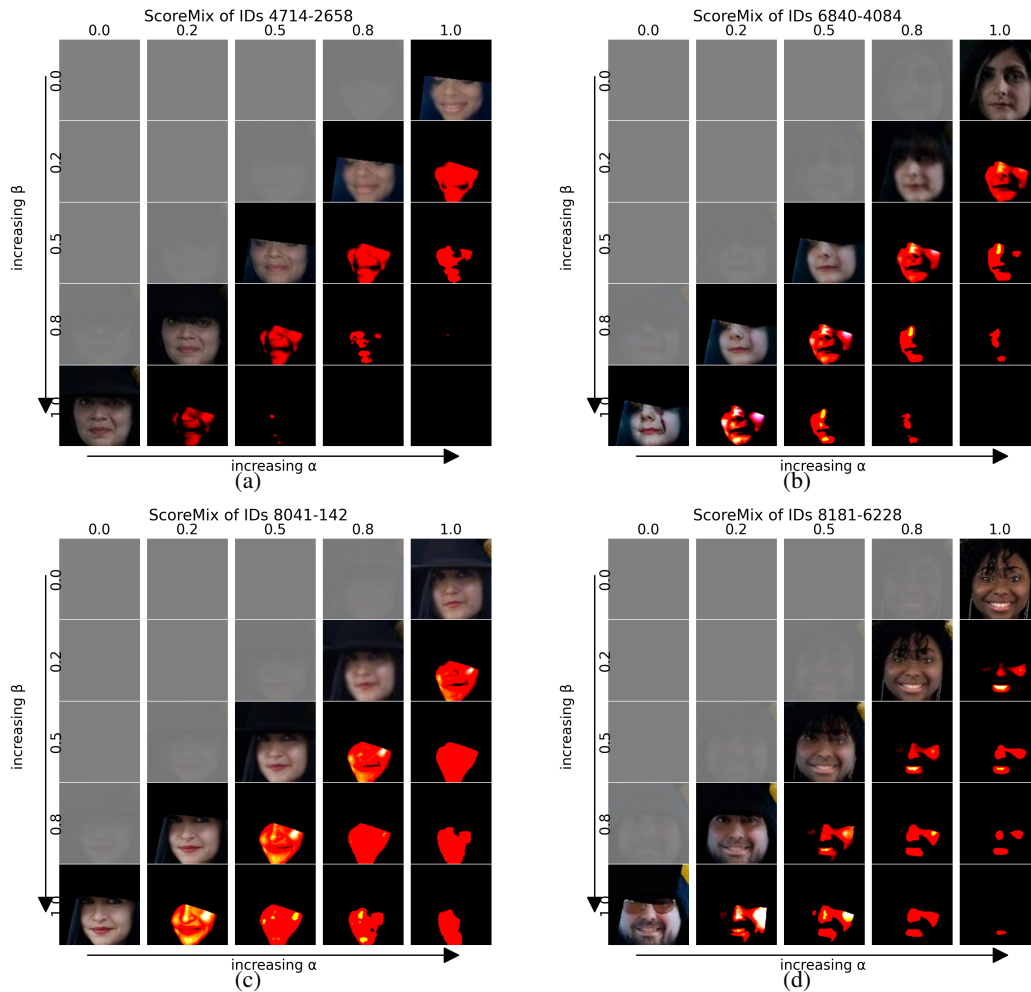 ScoreMix of IDs 4714-2658
0.0 0.2 0.5 0.8 1.0
increasing β
0.0
0.2
0.5
0.8
1.0
increasing α
(a)
ScoreMix of IDs 6840-4084
0.0 0.2 0.5 0.8 1.0
increasing β
0.0
0.2
0.5
0.8
1.0
increasing α
(b)
ScoreMix of IDs 8041-142
0.0 0.2 0.5 0.8 1.0
increasing β
0.0
0.2
0.5
0.8
1.0
increasing α
(c)
ScoreMix of IDs 8181-6228
0.0 0.2 0.5 0.8 1.0
increasing β
0.0
0.2
0.5
0.8
1.0
increasing α
(d)